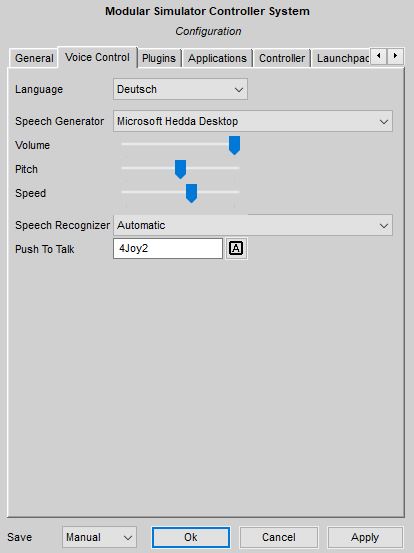 Modular Simulator Controller System
Configuration
General Voice Control Plugins Applications Controller Launchpad
Language Deutsch
Speech Generator Microsoft Hedda Desktop
Volume
Pitch
Speed
Speech Recognizer Automatic
Push To Talk 4Joy2 A
Save Manual Ok Cancel Apply